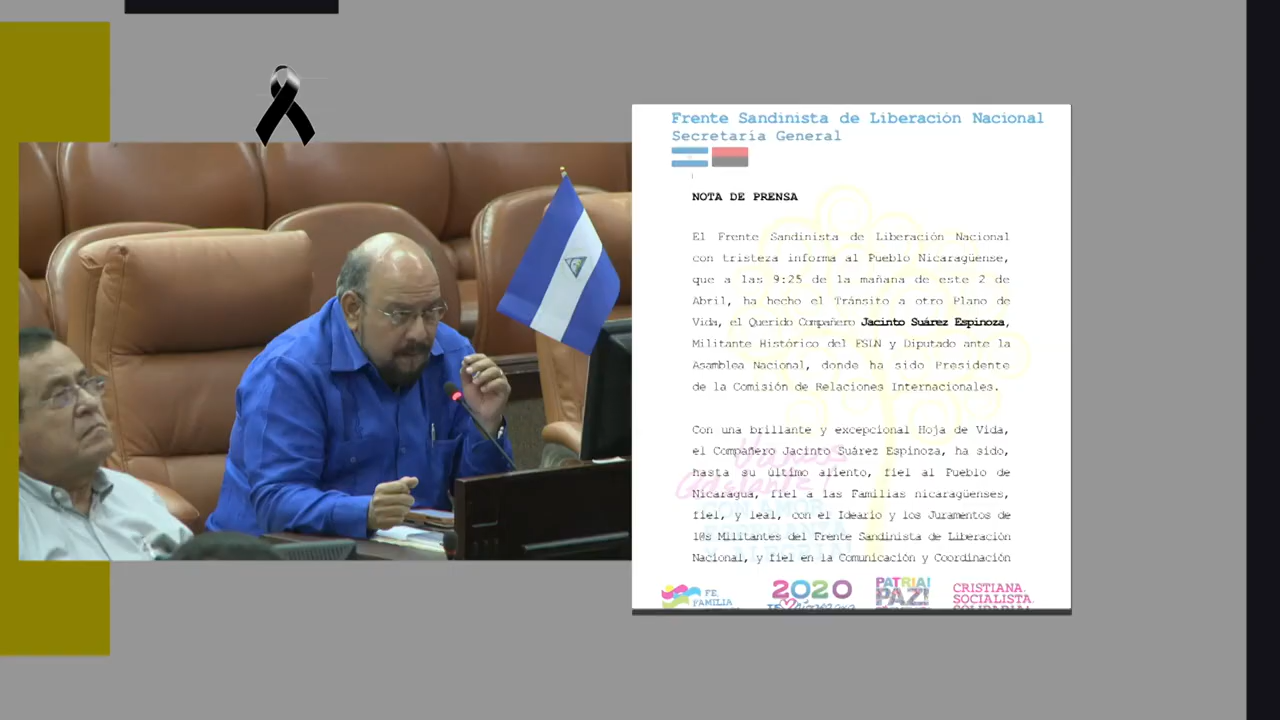 Frente Sandinista de Liberación Nacional
Secretaria General
NOTA DE PRENSA
El Frente Sandinista de Liberación Nacional
con tristeza informa al Pueblo Nicaragüense,
que a las 9:25 de la mañana de este 2 de
Abril, ha hecho el Tránsito a otro Plano de
Vida, el Querido Compañero Jacinto Suárez Espinoza,
Militante Histórico del FSLN y Diputado ante la
Asamblea Nacional, donde ha sido Presidente
de la Comisión de Relaciones Internacionales.
Con una brillante y excepcional Hoja de Vida,
el Compañero Jacinto Suárez Espinoza, ha sido,
hasta su último aliento, fiel al Pueblo de
Nicaragua, fiel a las Familias nicaragüenses,
fiel, y leal, con el Ideario y los Juramentos de
l@s Militantes del Frente Sandinista de Liberación
Nacional, y fiel en la Comunicación y Coordinación
FE,
FAMILIA
2020
PATRIA!
PAZ!
CRISTIANA,
SOCIALISTA,
SOLIDARIA!